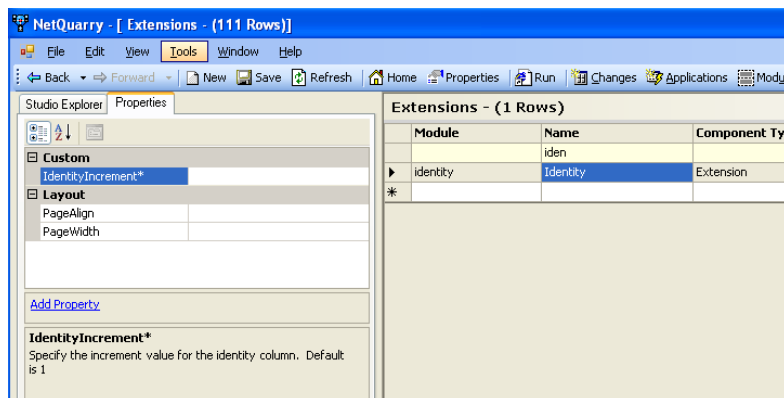 NetQuarry - [ Extensions - (111 Rows)]
File Edit View Tools Window Help
Back Forward New Save Refresh Home Properties Run Changes Applications Modu
Studio Explorer Properties
Extensions - (1 Rows)
Module Name Component Ty
iden
identity Identity Extension
Custom
IdentityIncrement*
Layout
PageAlign
PageWidth
Add Property
IdentityIncrement*
Specify the increment value for the identity column. Default
is 1